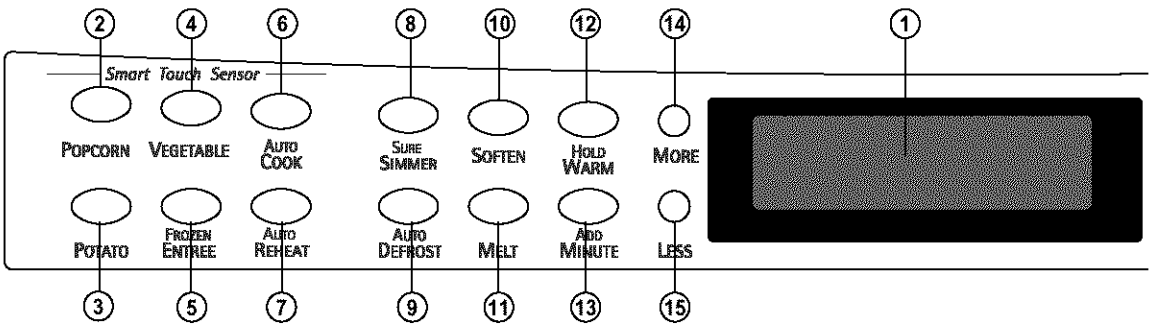 2 4 6 8 10 12 14 1
Smart Touch Sensor
POPCORN VEGETABLE AUTO COOK SURE SIMMER SOFTEN HOLD WARM MORE
POTATO FROZEN ENTREE AUTO REHEAT AUTO DEFROST MELT ADD MINUTE LESS
3 5 7 9 11 13 15